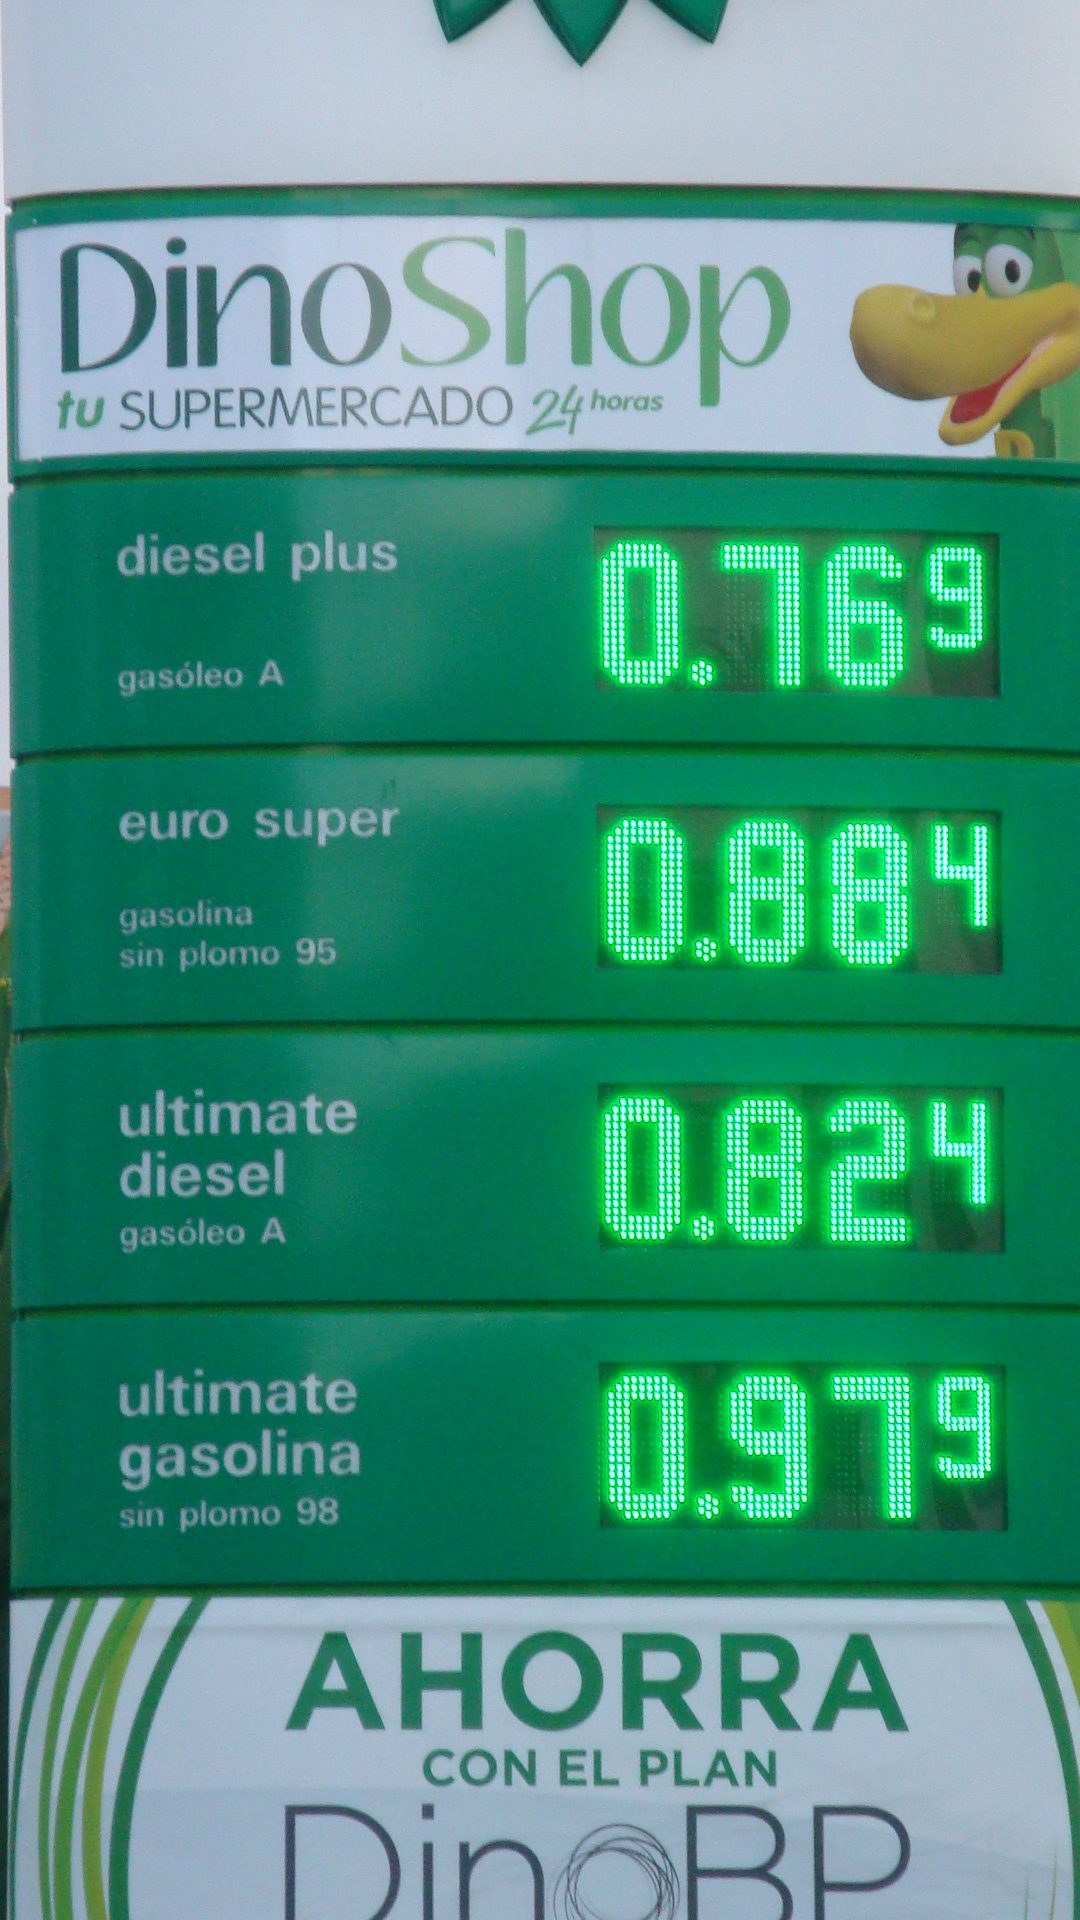 DinoShop
tu SUPERMERCADO 24 horas
diesel plus
0.769
gasóleo A
euro super
0.884
gasolina
sin plomo 95
ultimate
diesel
0.824
gasóleo A
ultimate
gasolina
0.979
sin plomo 98
AHORRA
CON EL PLAN
DinoBP